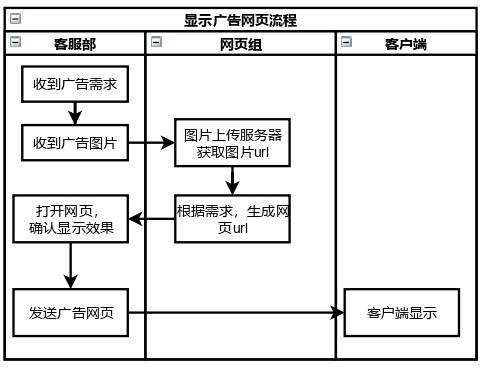 显示广告网页流程
客服部
网页组
客户端
收到广告需求
收到广告图片
图片上传服务器
获取图片url
根据需求，生成网
页url
打开网页，
确认显示效果
发送广告网页
客户端显示